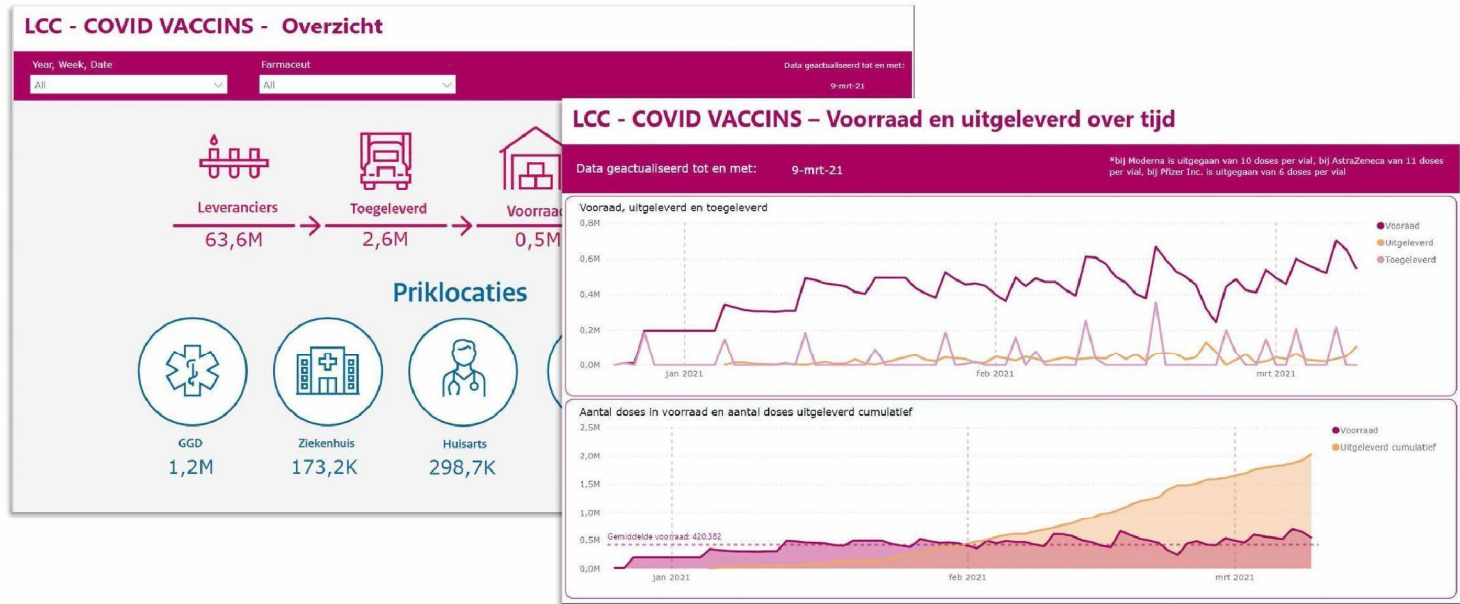 LCC - COVID VACCINS - Overzicht
Year, Week, Date
All
Farmaceut
All
Data geactualiseerd tot en met:
9-mrt-21
Leveranciers
63,6M
Toegeleverd
2,6M
Voorraad
0,5M
Priklocaties
GGD
1,2M
Ziekenhuis
173,2K
Huisarts
298,7K
LCC - COVID VACCINS – Voorraad en uitgeleverd over tijd
Data geactualiseerd tot en met: 9-mrt-21
*bij Moderna is uitgegaan van 10 doses per vial, bij AstraZeneca van 11 doses
per vial, bij Pfizer Inc. is uitgegaan van 6 doses per vial
Vooraad, uitgeleverd en toegeleverd
0,8M
0,6M
0,4M
0,2M
0,0M
jan 2021
feb 2021
mrt 2021
Vooraad
Uitgeleverd
Toegeleverd
Aantal doses in voorraad en aantal doses uitgeleverd cumulatief
2,5M
2,0M
1,5M
1,0M
0,5M
0,0M
Gemiddelde voorraad: 420.382
jan 2021
feb 2021
mrt 2021
Voorraad
Uitgeleverd cumulatief